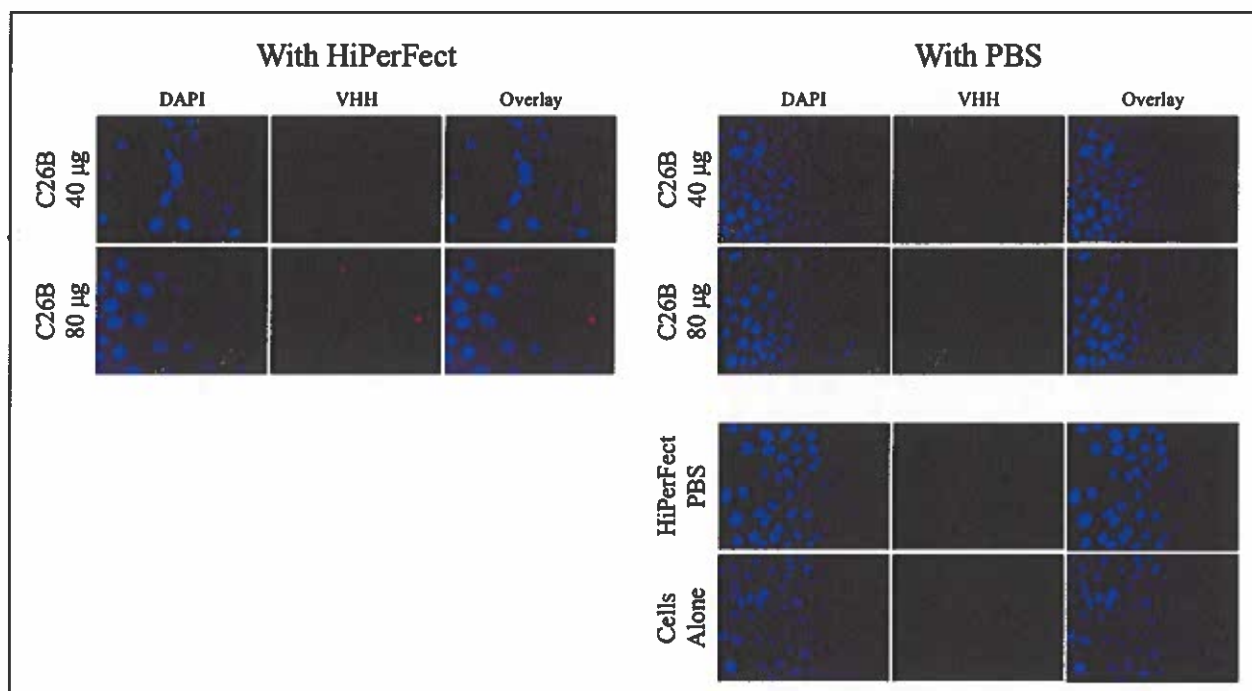 With HiPerFect
DAPI VHH Overlay
C26B
40 µg
C26B
80 µg
With PBS
DAPI VHH Overlay
C26B
40 µg
C26B
80 µg
HiPerFect
PBS
Cells
Alone